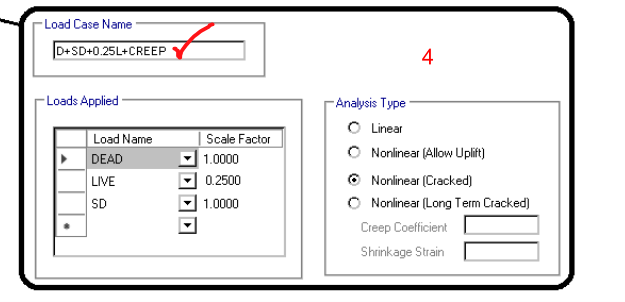 Load Case Name
D+SD+0.25L+CREEP
4
Loads Applied
Load Name Scale Factor
DEAD 1.0000
LIVE 0.2500
SD 1.0000
Analysis Type
Linear
Nonlinear (Allow Uplift)
Nonlinear (Cracked)
Nonlinear (Long Term Cracked)
Creep Coefficient
Shrinkage Strain